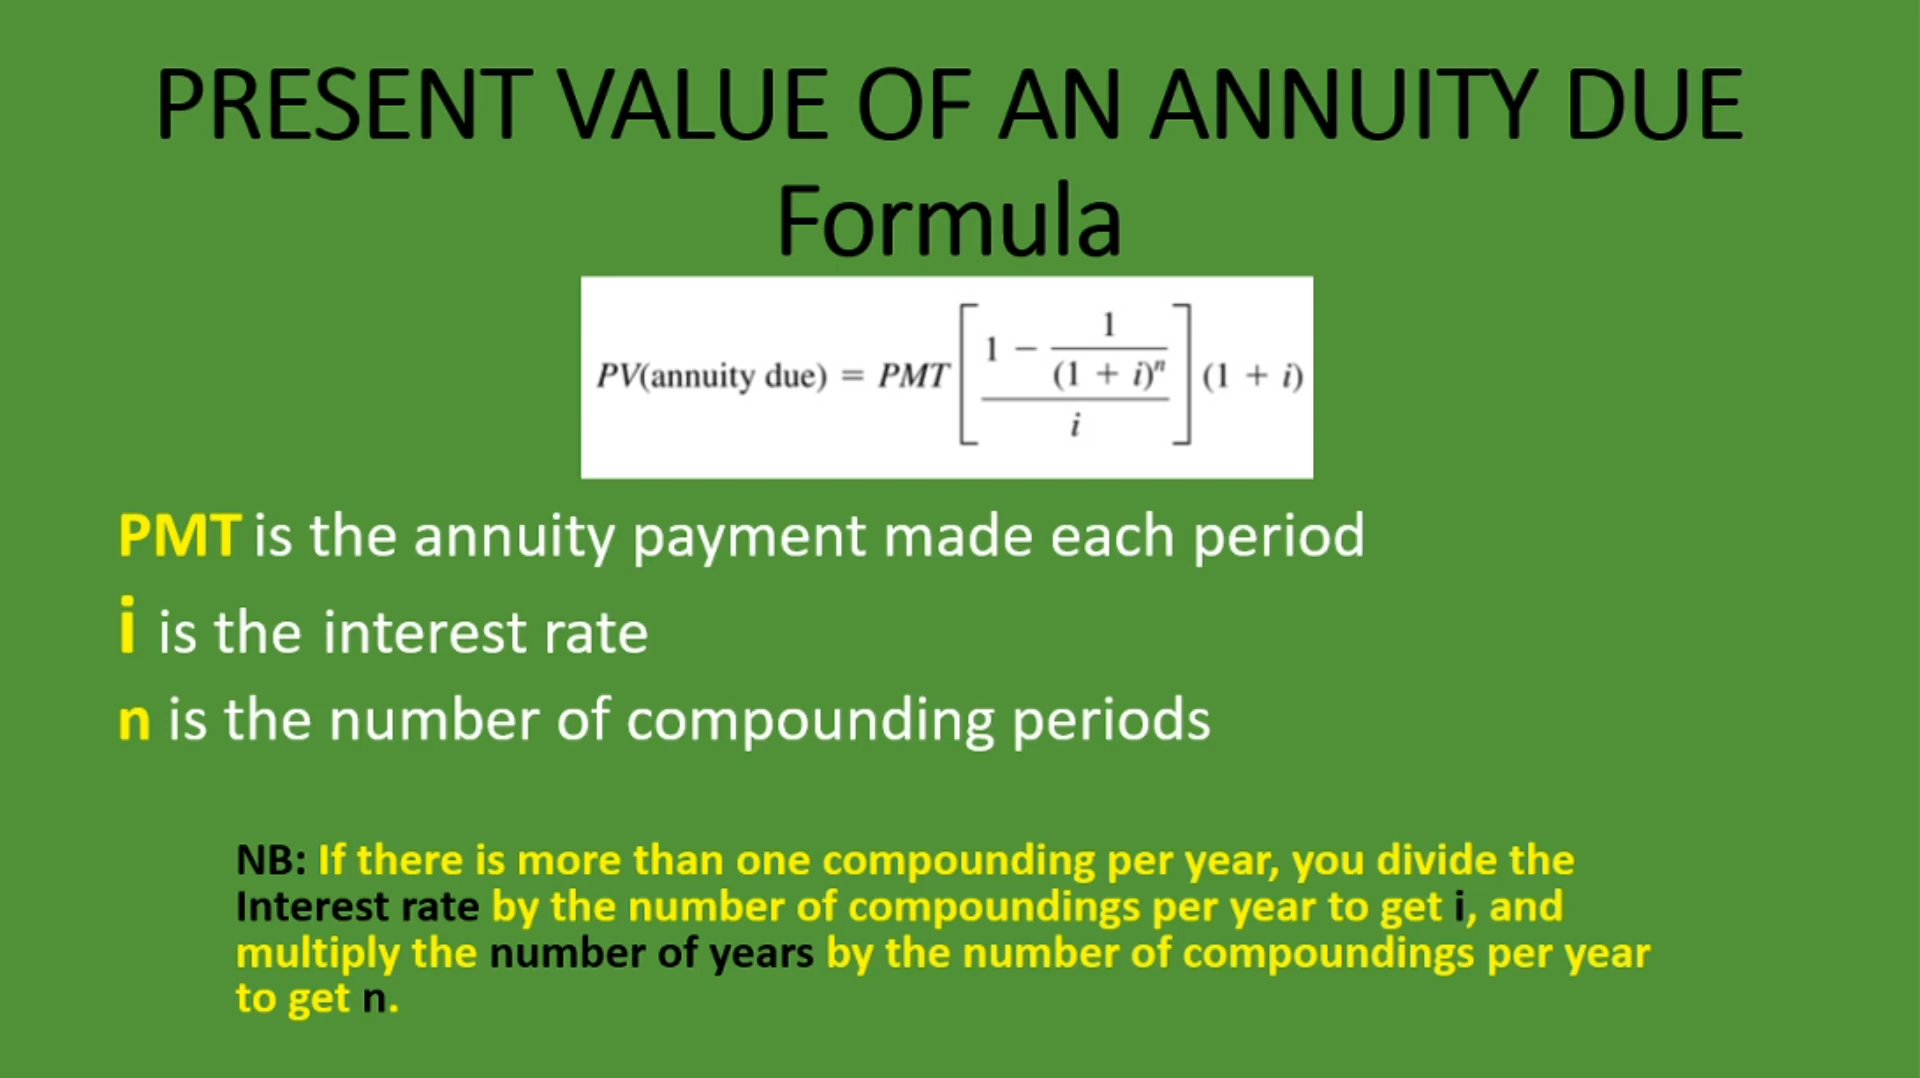 PRESENT VALUE OF AN ANNUITY DUE
Formula
PV(annuity due) = PMT [ (1 − 1/(1 + i)ⁿ) / i ] (1 + i)
PMT is the annuity payment made each period
i is the interest rate
n is the number of compounding periods
NB: If there is more than one compounding per year, you divide the
Interest rate by the number of compoundings per year to get i, and
multiply the number of years by the number of compoundings per year
to get n.